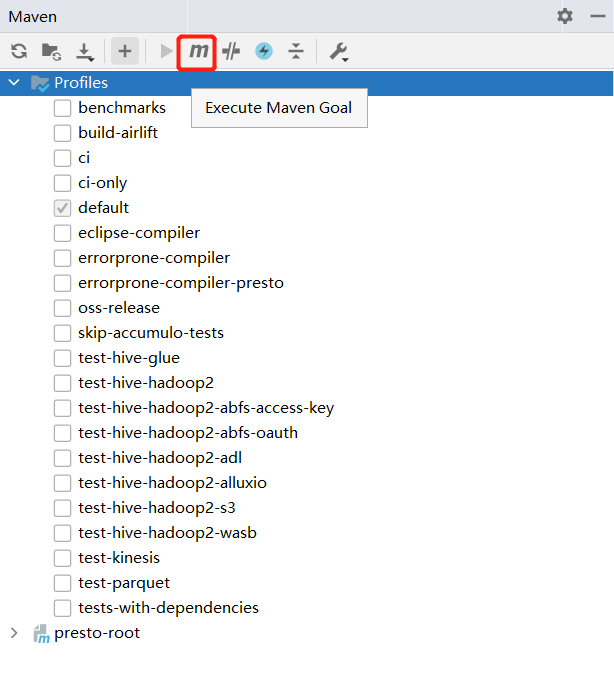 Maven
m
Profiles
Execute Maven Goal
benchmarks
build-airlift
ci
ci-only
default
eclipse-compiler
errorprone-compiler
errorprone-compiler-presto
oss-release
skip-accumulo-tests
test-hive-glue
test-hive-hadoop2
test-hive-hadoop2-abfs-access-key
test-hive-hadoop2-abfs-oauth
test-hive-hadoop2-adl
test-hive-hadoop2-alluxio
test-hive-hadoop2-s3
test-hive-hadoop2-wasb
test-kinesis
test-parquet
tests-with-dependencies
presto-root